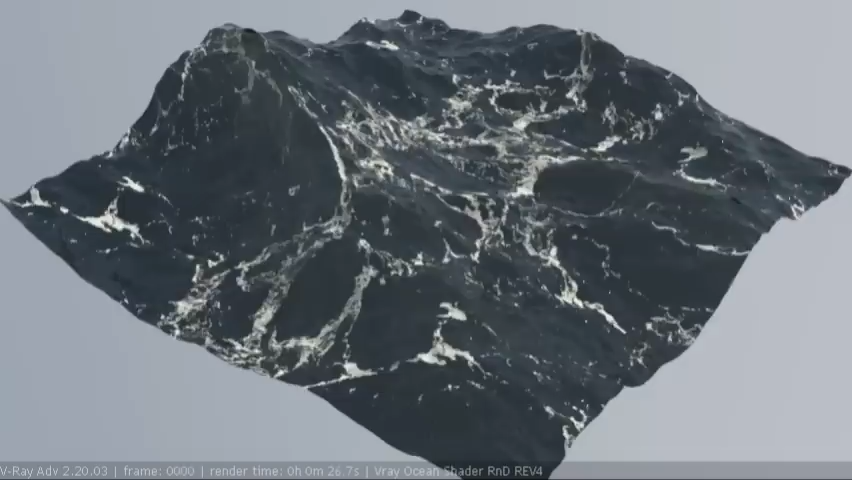 V-Ray Adv 2.20.03 | frame: 0000 | render time: 0h 0m 26.7s | Vray Ocean Shader RnD REV4